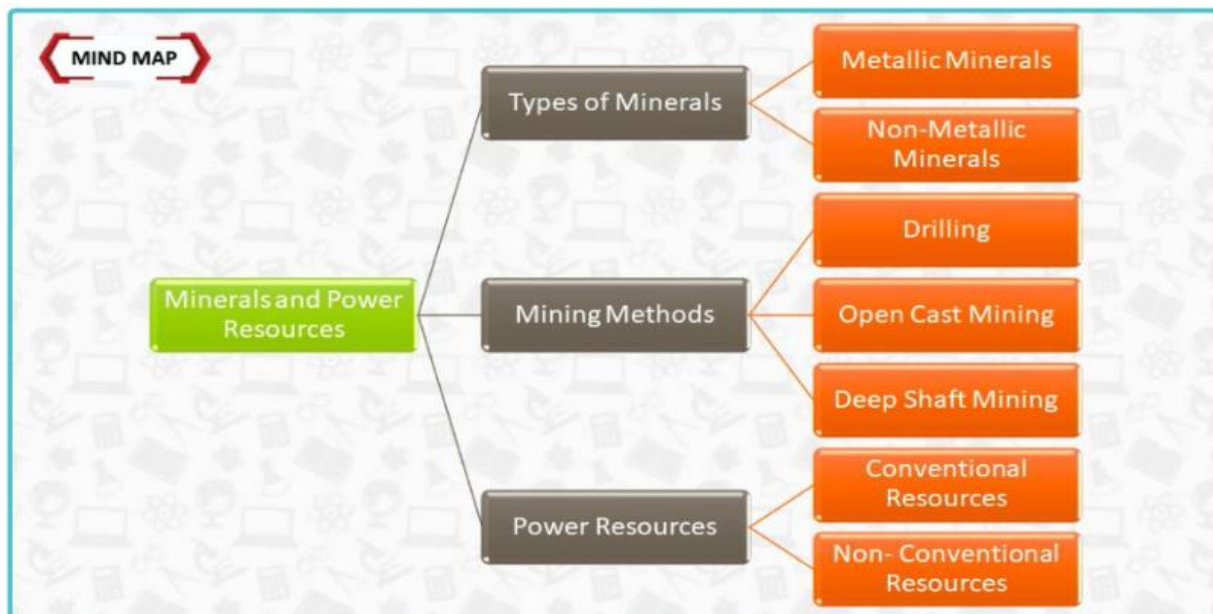 MIND MAP
Minerals and Power
Resources
Types of Minerals
Metallic Minerals
Non-Metallic
Minerals
Mining Methods
Drilling
Open Cast Mining
Deep Shaft Mining
Power Resources
Conventional
Resources
Non- Conventional
Resources